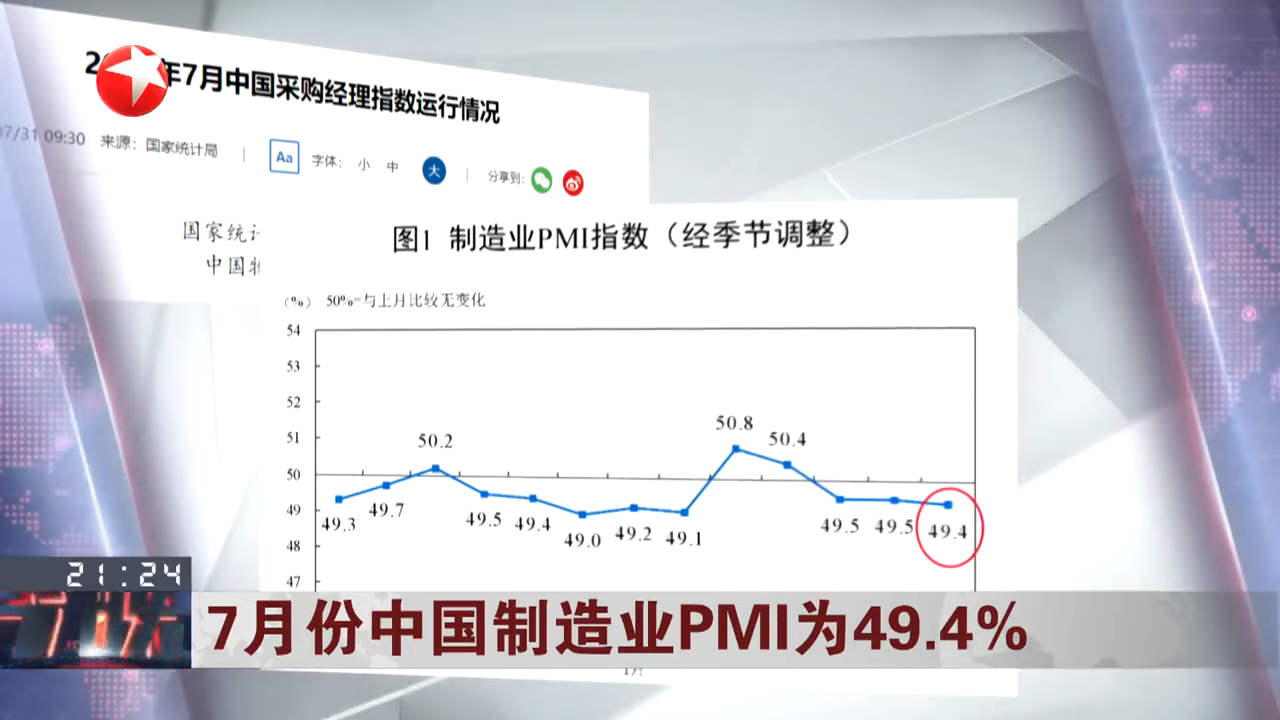 2 年7月中国采购经理指数运行情况
07/31 09:30 来源：国家统计局 | Aa 字体： 小 中 大 | 分享到：
国家统计
中国物
图1 制造业PMI指数（经季节调整）
（%） 50%=与上月比较无变化
54
53
52
51
50
49
48
47
49.3
49.7
50.2
49.5
49.4
49.0
49.2
49.1
50.8
50.4
49.5
49.5
49.4
21:24
7月份中国制造业PMI为49.4%
1月